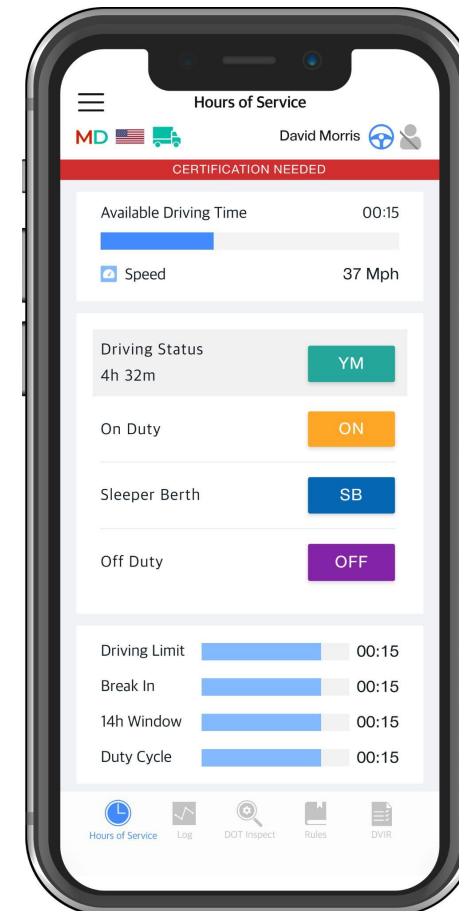 Hours of Service
MD David Morris
CERTIFICATION NEEDED
Available Driving Time 00:15
Speed 37 Mph
Driving Status YM
4h 32m
On Duty ON
Sleeper Berth SB
Off Duty OFF
Driving Limit 00:15
Break In 00:15
14h Window 00:15
Duty Cycle 00:15
Hours of Service Log DOT Inspect Rules DVIR